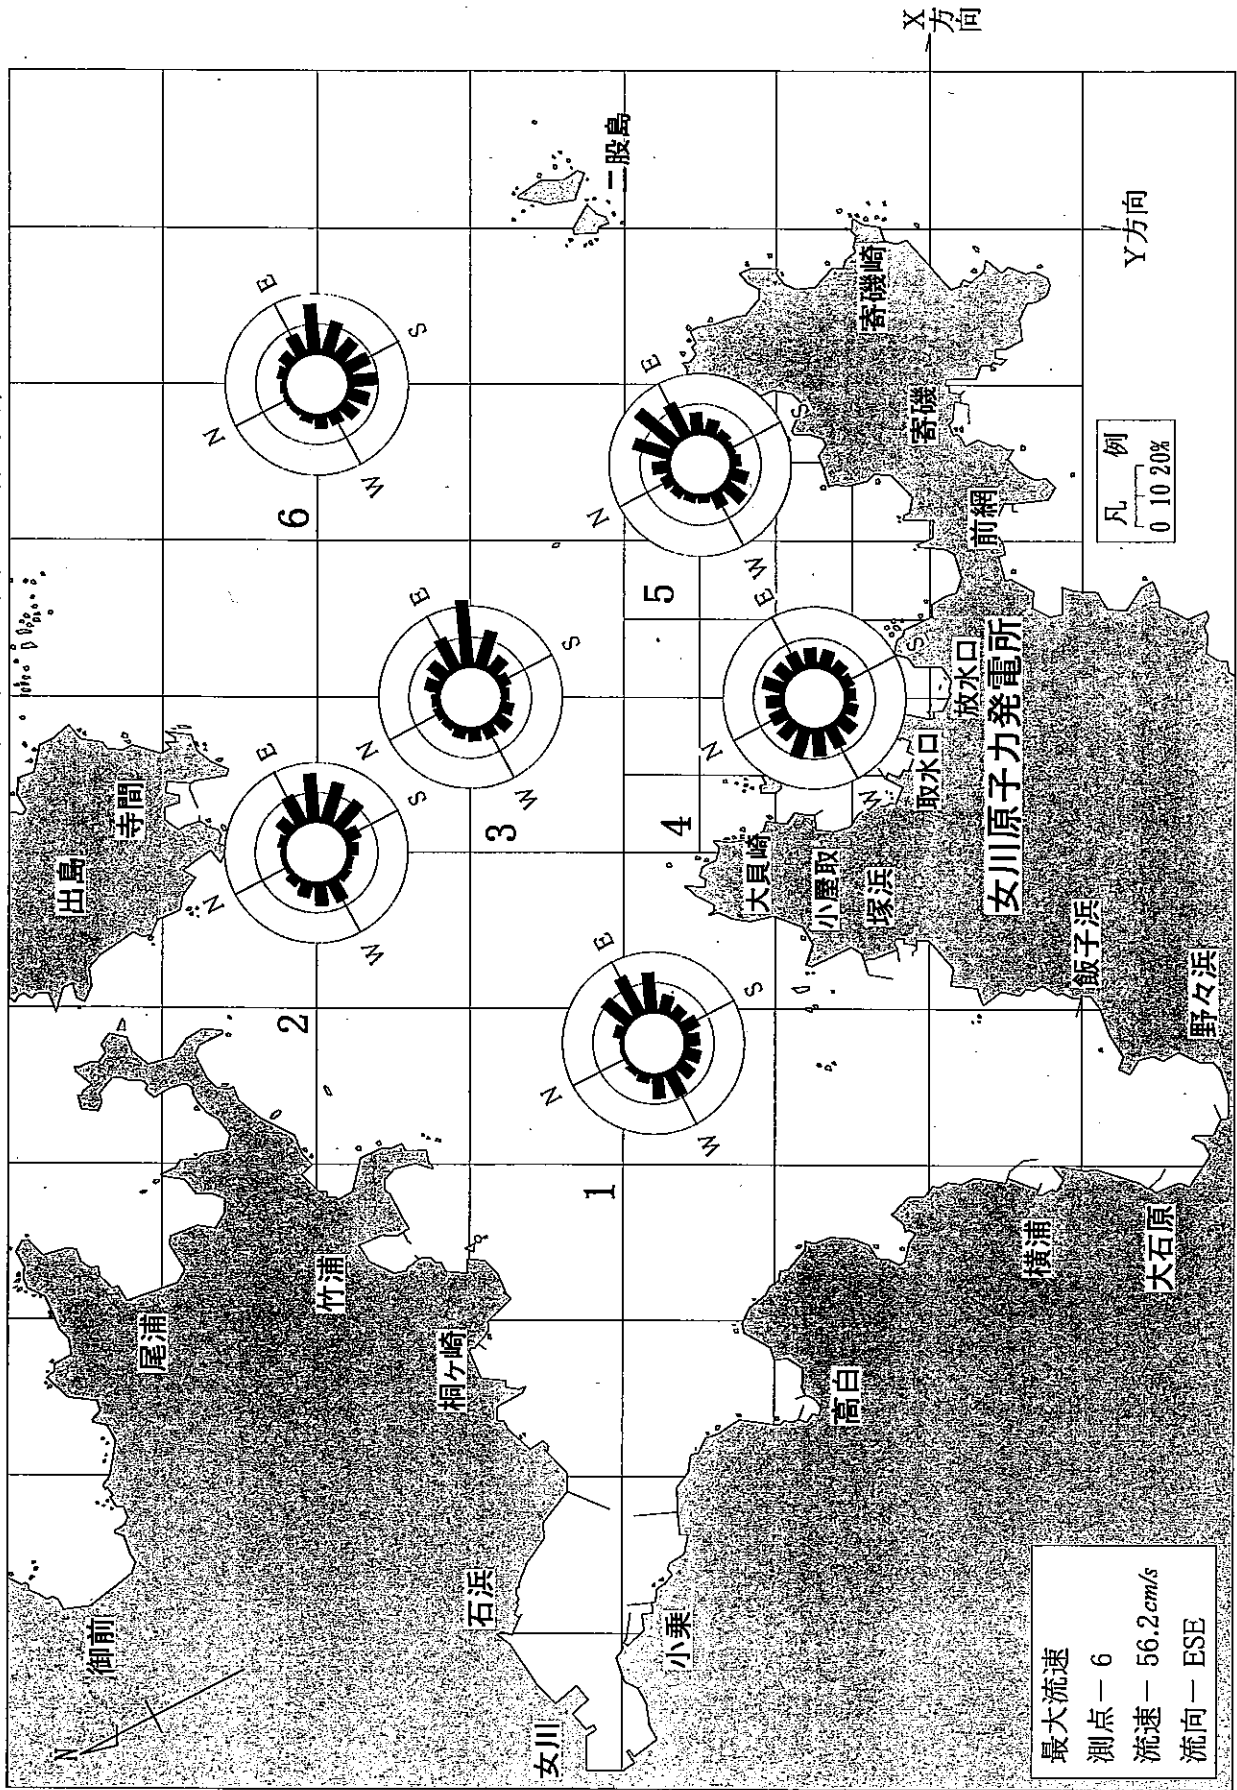 X方向
Y方向
二股島
寄磯崎
寄磯
前網
凡 例
0 10 20%
N
E
S
W
6
N
E
S
W
5
N
E
S
W
3
N
E
S
W
4
N
E
S
W
2
N
E
S
W
1
出島
寺間
大貝崎
小屋取
塚浜
取水口
放水口
女川原子力発電所
飯子浜
野々浜
尾浦
竹浦
桐ケ崎
御前
石浜
女川
小乗
高白
横浦
大石原
N
最大流速
測点－6
流速－56.2cm/s
流向－ESE